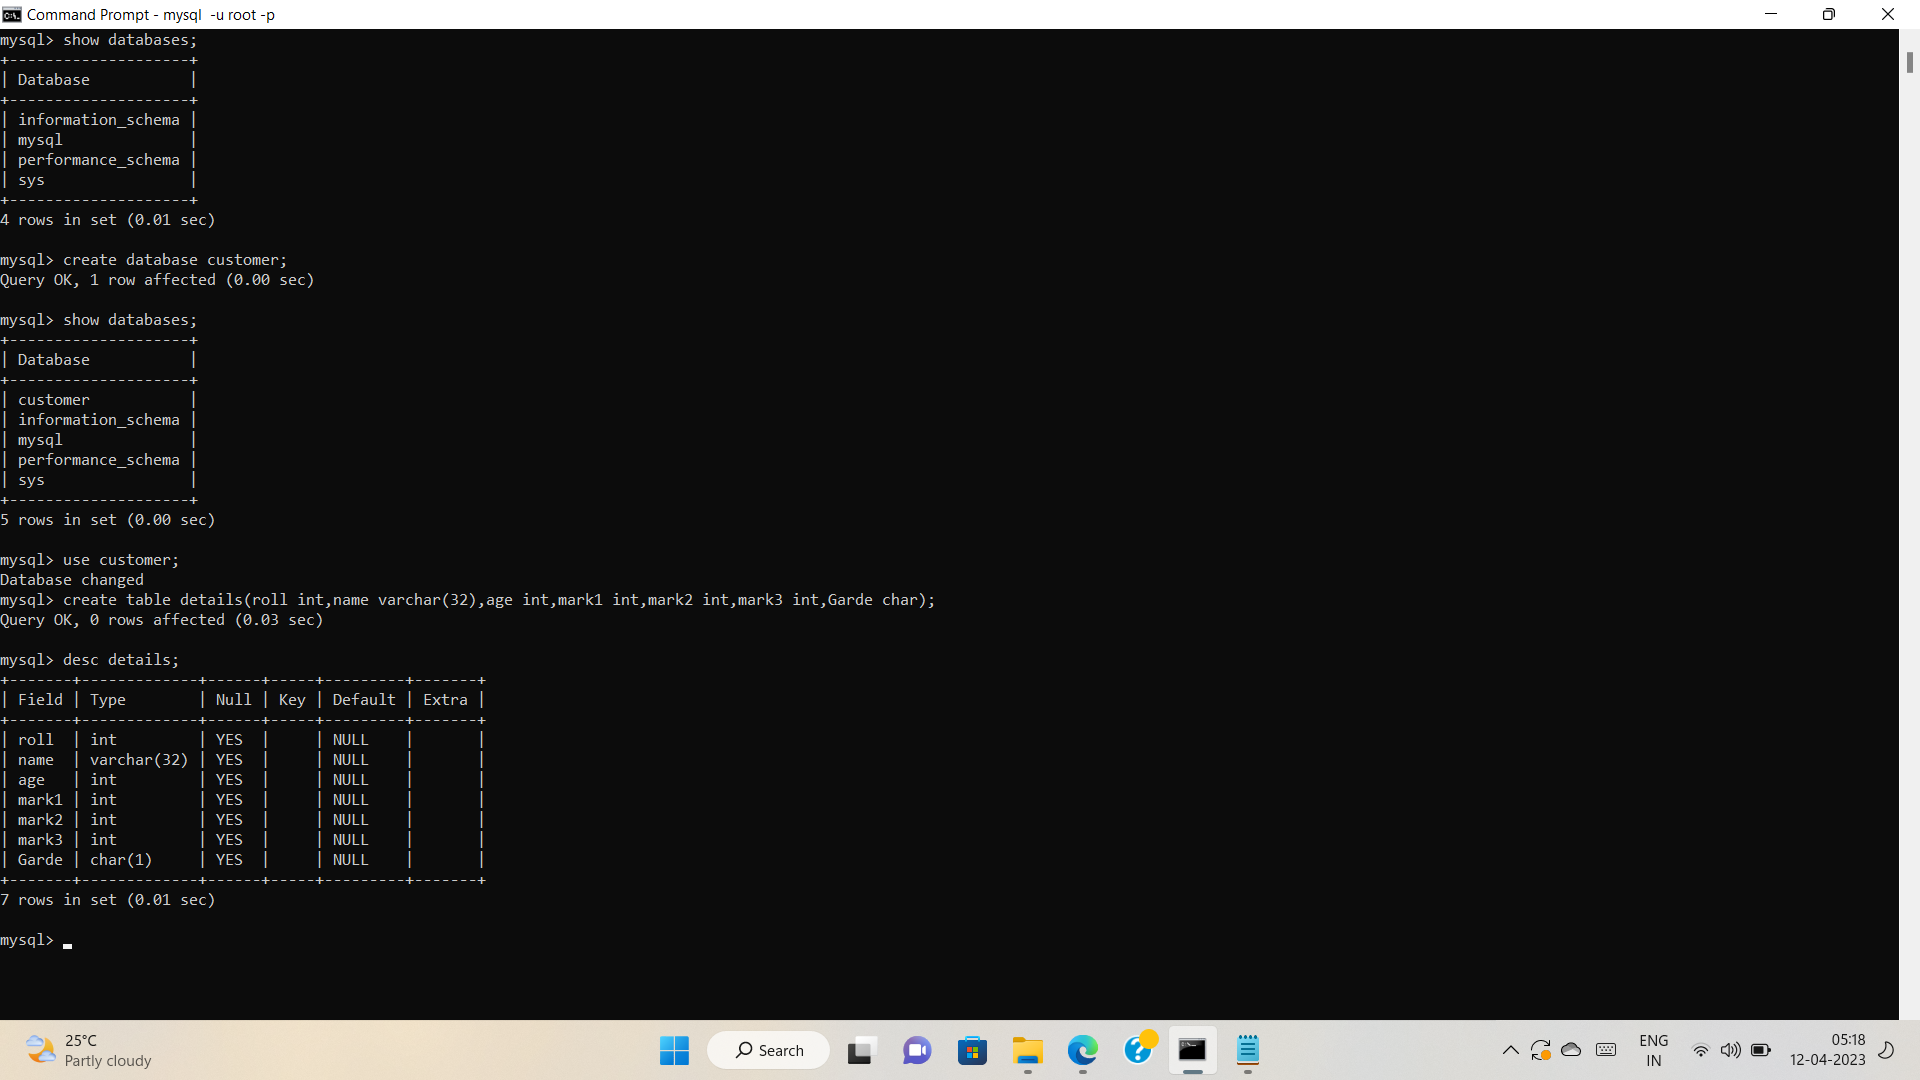 Command Prompt - mysql  -u root -p
mysql> show databases;
+--------------------+
| Database           |
+--------------------+
| information_schema |
| mysql              |
| performance_schema |
| sys                |
+--------------------+
4 rows in set (0.01 sec)
mysql> create database customer;
Query OK, 1 row affected (0.00 sec)
mysql> show databases;
+--------------------+
| Database           |
+--------------------+
| customer           |
| information_schema |
| mysql              |
| performance_schema |
| sys                |
+--------------------+
5 rows in set (0.00 sec)
mysql> use customer;
Database changed
mysql> create table details(roll int,name varchar(32),age int,mark1 int,mark2 int,mark3 int,Garde char);
Query OK, 0 rows affected (0.03 sec)
mysql> desc details;
+-------+-------------+------+-----+---------+-------+
| Field | Type        | Null | Key | Default | Extra |
+-------+-------------+------+-----+---------+-------+
| roll  | int         | YES  |     | NULL    |       |
| name  | varchar(32) | YES  |     | NULL    |       |
| age   | int         | YES  |     | NULL    |       |
| mark1 | int         | YES  |     | NULL    |       |
| mark2 | int         | YES  |     | NULL    |       |
| mark3 | int         | YES  |     | NULL    |       |
| Garde | char(1)     | YES  |     | NULL    |       |
+-------+-------------+------+-----+---------+-------+
7 rows in set (0.01 sec)
mysql>
25°C
Partly cloudy
Search
ENG
IN
05:18
12-04-2023